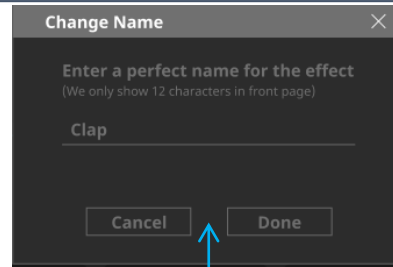 Change Name
Enter a perfect name for the effect
(We only show 12 characters in front page)
Clap
Cancel
Done